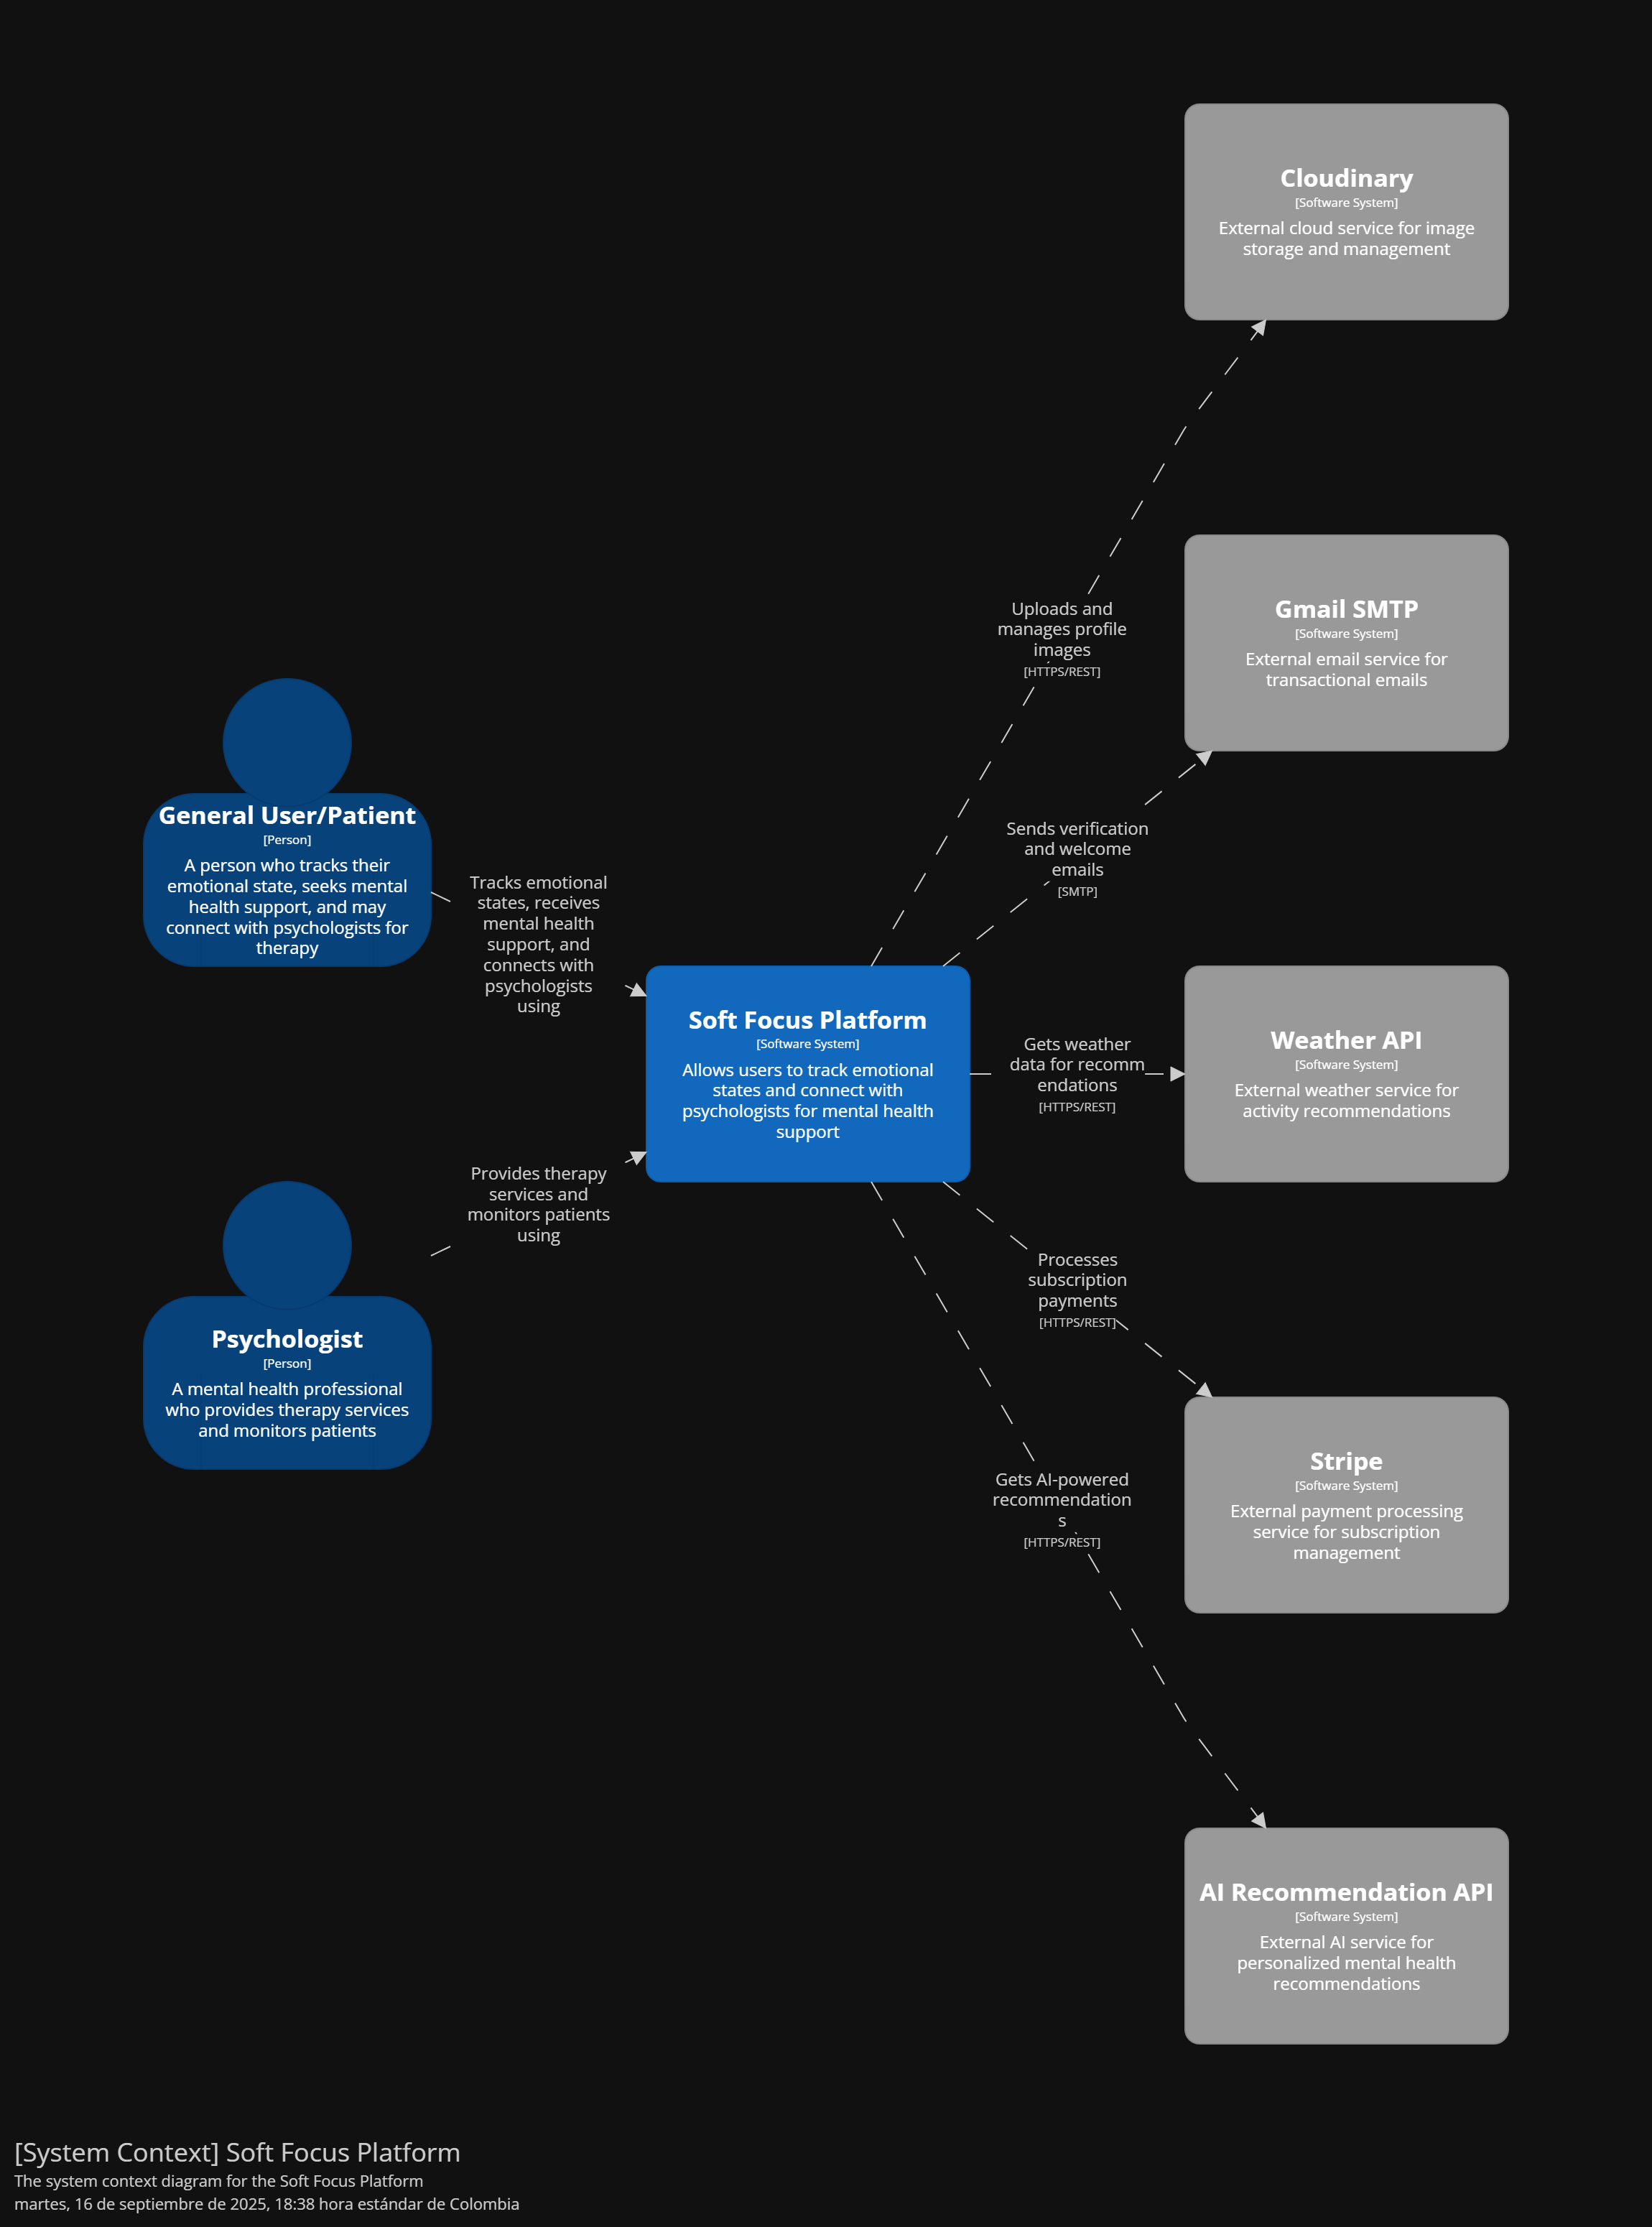 Cloudinary
[Software System]
External cloud service for image
storage and management
Uploads and
manages profile
images
[HTTPS/REST]
Gmail SMTP
[Software System]
External email service for
transactional emails
General User/Patient
[Person]
A person who tracks their
emotional state, seeks mental
health support, and may
connect with psychologists for
therapy
Tracks emotional
states, receives
mental health
support, and
connects with
psychologists
using
Sends verification
and welcome
emails
[SMTP]
Soft Focus Platform
[Software System]
Allows users to track emotional
states and connect with
psychologists for mental health
support
Gets weather
data for recomm
endations
[HTTPS/REST]
Weather API
[Software System]
External weather service for
activity recommendations
Provides therapy
services and
monitors patients
using
Psychologist
[Person]
A mental health professional
who provides therapy services
and monitors patients
Processes
subscription
payments
[HTTPS/REST]
Stripe
[Software System]
External payment processing
service for subscription
management
Gets AI-powered
recommendation
s
[HTTPS/REST]
AI Recommendation API
[Software System]
External AI service for
personalized mental health
recommendations
[System Context] Soft Focus Platform
The system context diagram for the Soft Focus Platform
martes, 16 de septiembre de 2025, 18:38 hora estándar de Colombia